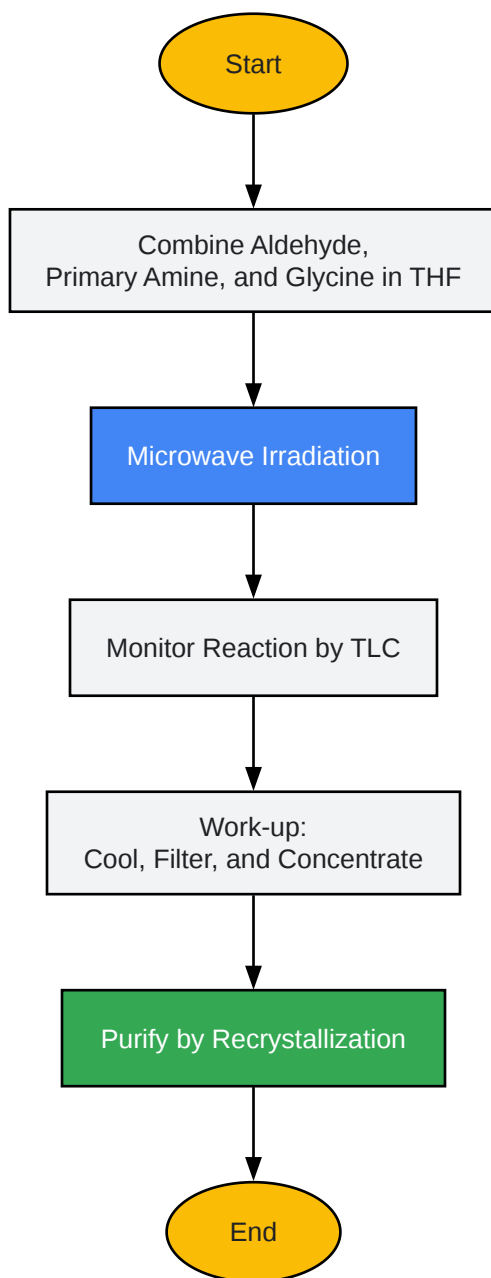 Start
Combine Aldehyde,
Primary Amine, and Glycine in THF
Microwave Irradiation
Monitor Reaction by TLC
Work-up:
Cool, Filter, and Concentrate
Purify by Recrystallization
End